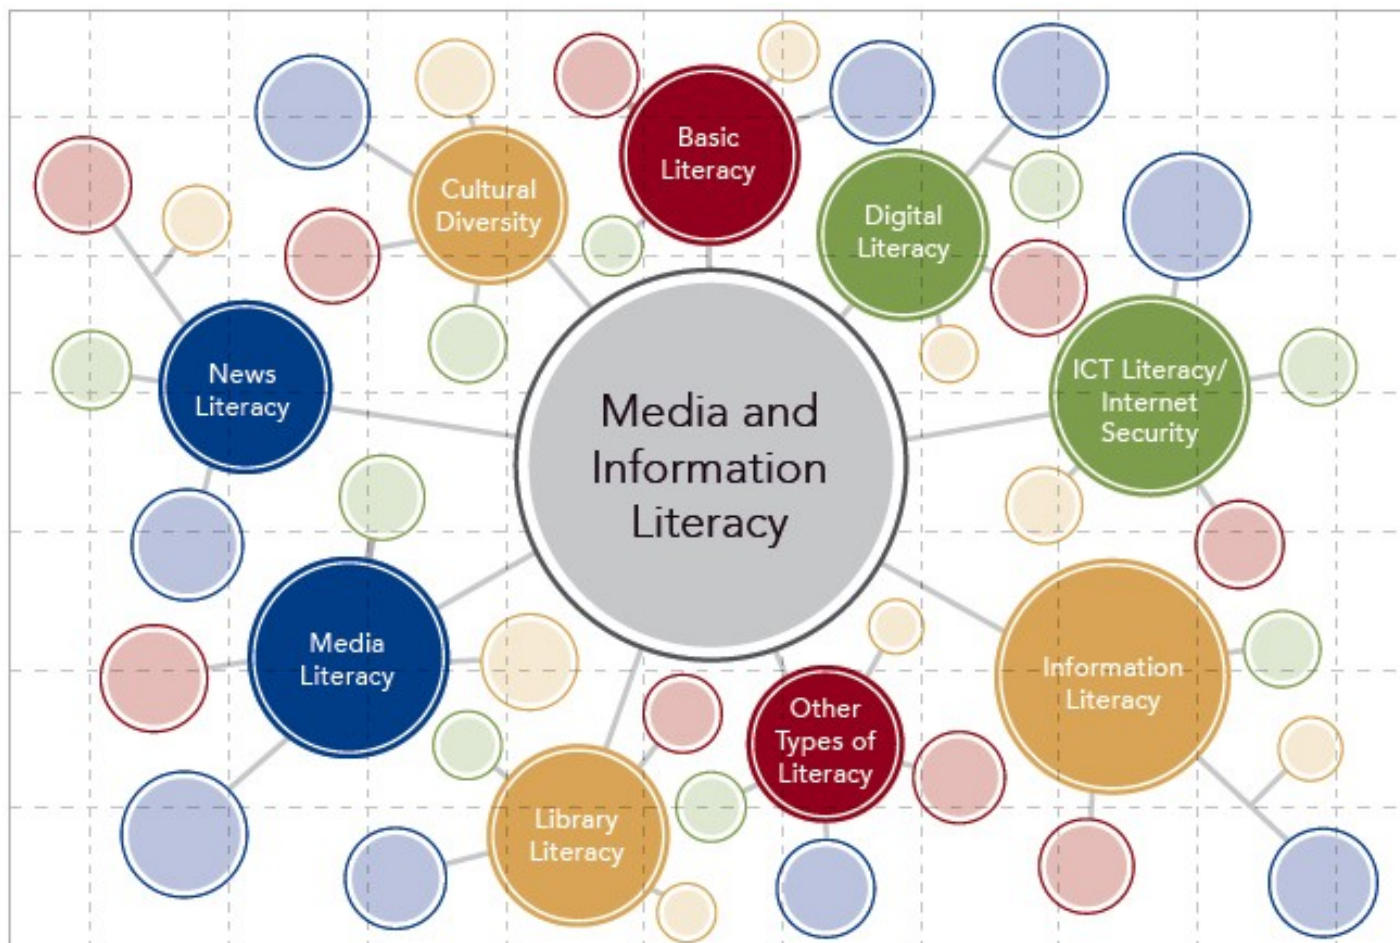 Basic
Literacy
Cultural
Diversity
Digital
Literacy
News
Literacy
ICT Literacy/
Internet
Security
Media and
Information
Literacy
Media
Literacy
Information
Literacy
Other
Types of
Literacy
Library
Literacy